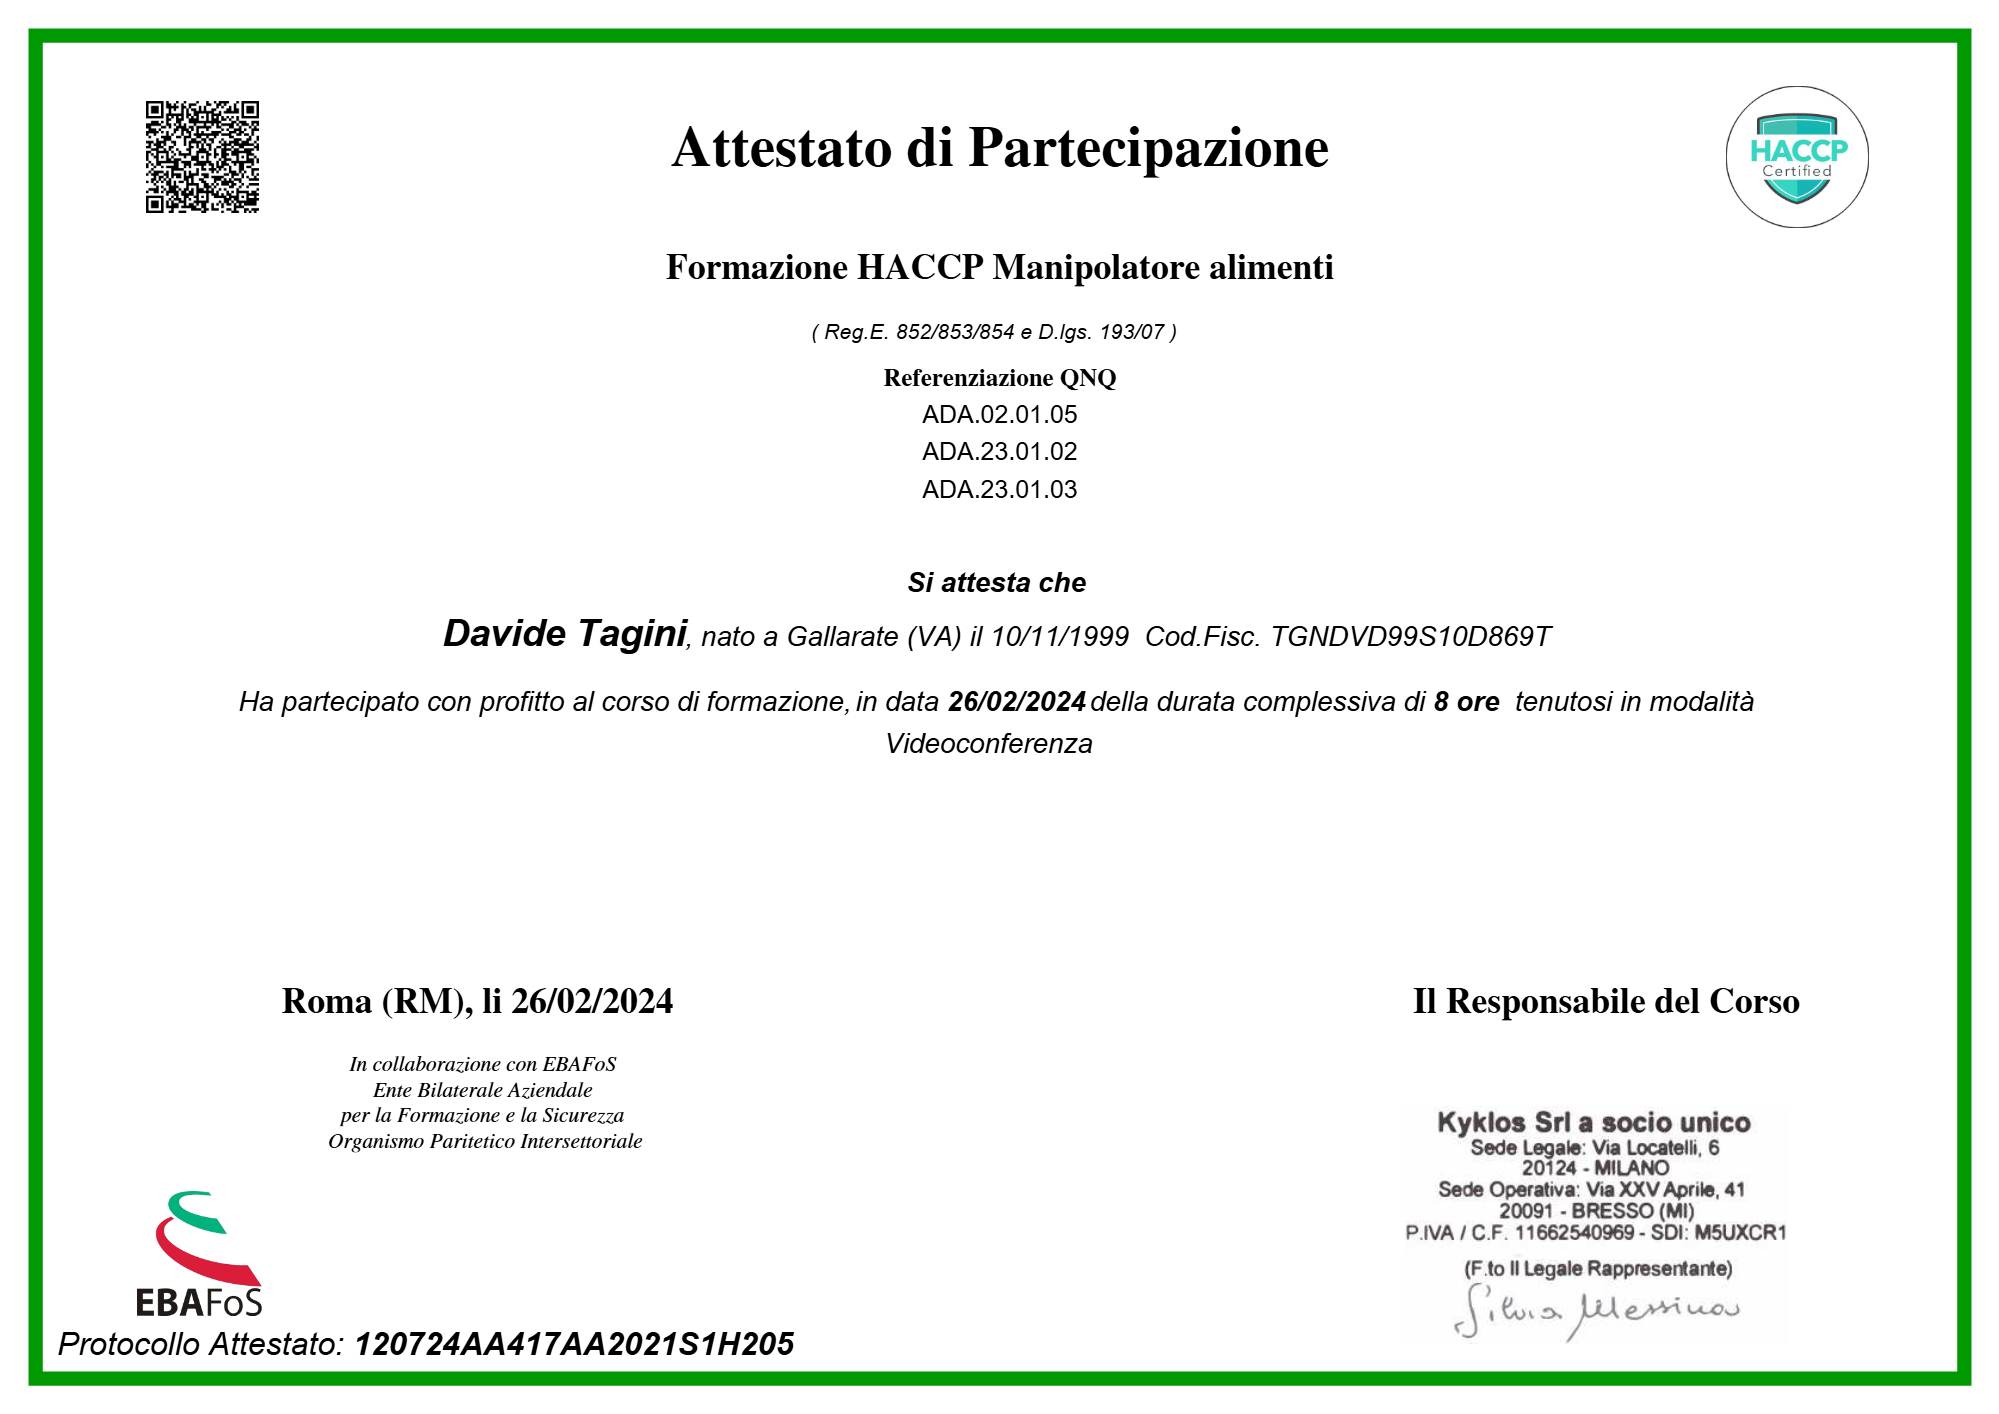 Attestato di Partecipazione
HACCP
Certified
Formazione HACCP Manipolatore alimenti
( Reg.E. 852/853/854 e D.lgs. 193/07 )
Referenziazione QNQ
ADA.02.01.05
ADA.23.01.02
ADA.23.01.03
Si attesta che
Davide Tagini, nato a Gallarate (VA) il 10/11/1999 Cod.Fisc. TGNDVD99S10D869T
Ha partecipato con profitto al corso di formazione, in data 26/02/2024 della durata complessiva di 8 ore tenutosi in modalità
Videoconferenza
Roma (RM), li 26/02/2024
In collaborazione con EBAFoS
Ente Bilaterale Aziendale
per la Formazione e la Sicurezza
Organismo Paritetico Intersettoriale
EBAFoS
Protocollo Attestato: 120724AA417AA2021S1H205
Il Responsabile del Corso
Kyklos Srl a socio unico
Sede Legale: Via Locatelli, 6
20124 - MILANO
Sede Operativa: Via XXV Aprile, 41
20091 - BRESSO (MI)
P.IVA / C.F. 11662540969 - SDI: M5UXCR1
(F.to Il Legale Rappresentante)
Silvia Messina